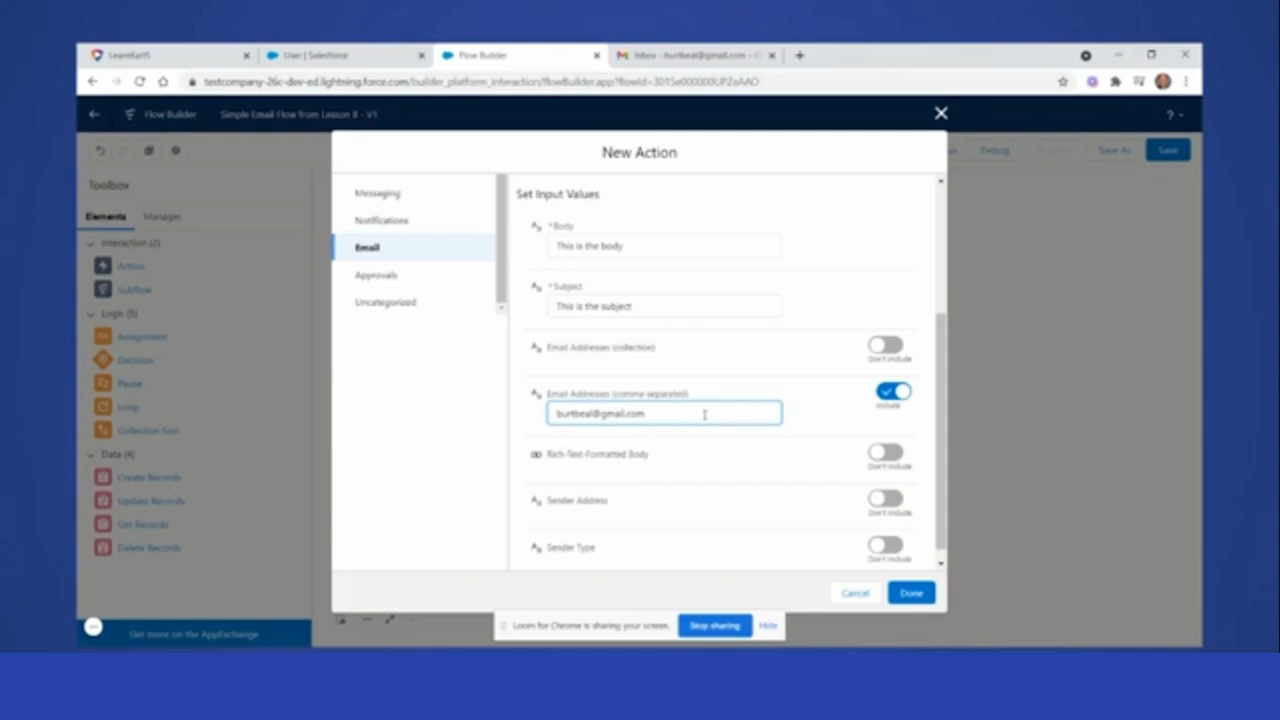 LearnKarts
User | Salesforce
Flow Builder
Inbox - burtbeal@gmail.com - G
testcompany-26c-dev-ed.lightning.force.com/builder_platform_interaction/flowBuilder.app?flowId=3015e000000UPZeAAO
Flow Builder
Simple Email Flow from Lesson 8 - V1
?
Debug
Save As
Save
New Action
Toolbox
Elements
Manager
Interaction (2)
Action
Subflow
Logic (5)
Assignment
Decision
Pause
Loop
Collection Sort
Data (4)
Create Records
Update Records
Get Records
Delete Records
Get more on the AppExchange
Messaging
Notifications
Email
Approvals
Uncategorized
Set Input Values
*Body
This is the body
*Subject
This is the subject
Email Addresses (collection)
Don't Include
Email Addresses (comma-separated)
burtbeal@gmail.com
Include
Rich-Text-Formatted Body
Don't Include
Sender Address
Don't Include
Sender Type
Don't Include
Cancel
Done
Loom for Chrome is sharing your screen.
Stop sharing
Hide